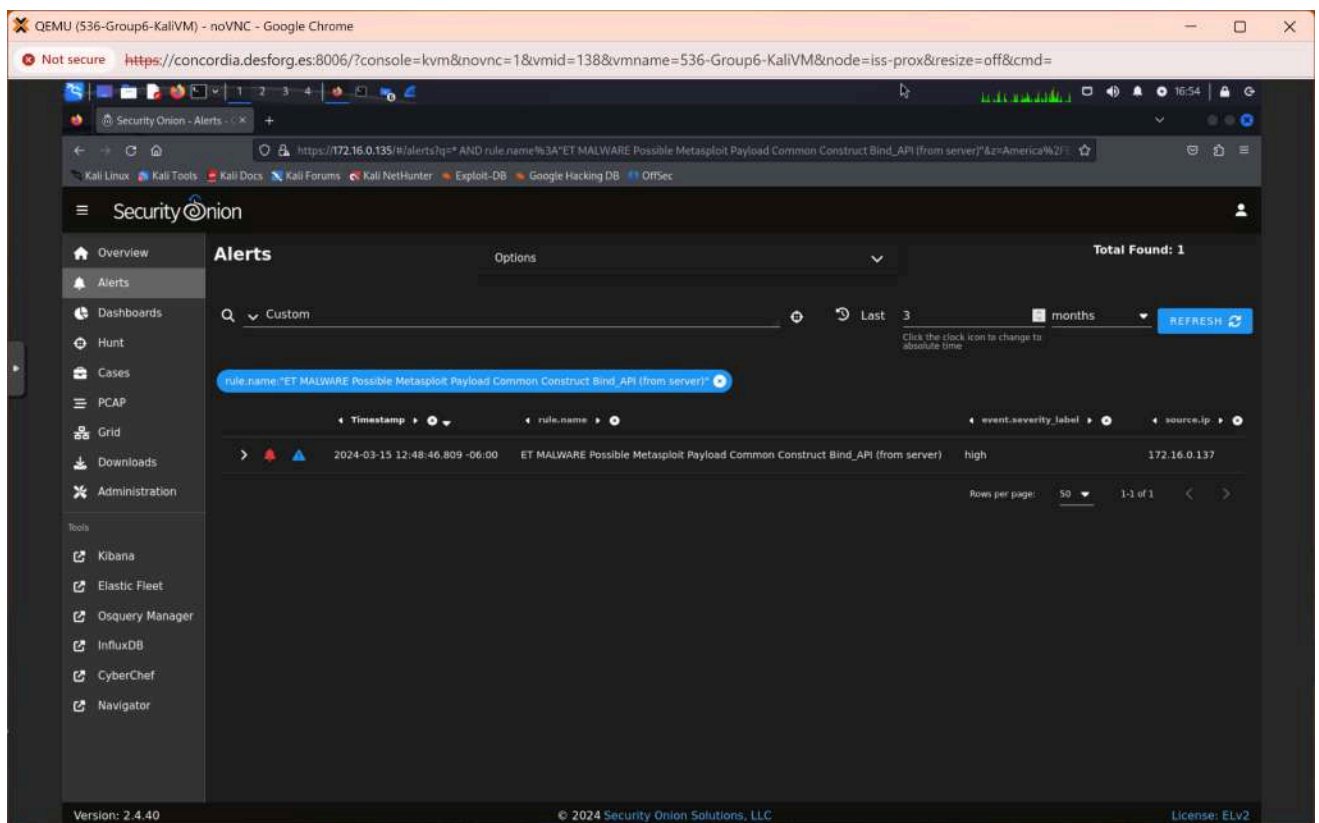 QEMU (536-Group6-KaliVM) - noVNC - Google Chrome
Not secure https://concordia.desforg.es:8006/?console=kvm&novnc=1&vmid=138&vmname=536-Group6-KaliVM&node=iss-prox&resize=off&cmd=
1 2 3 4 16:54
Security Onion - Alerts -
https://172.16.0.135/#/alerts?q=* AND rule.name%3A"ET MALWARE Possible Metasploit Payload Common Construct Bind_API (from server)"&z=America%2F
Kali Linux Kali Tools Kali Docs Kali Forums Kali NetHunter Exploit-DB Google Hacking DB OffSec
Security Onion
Overview
Alerts
Dashboards
Hunt
Cases
PCAP
Grid
Downloads
Administration
Tools
Kibana
Elastic Fleet
Osquery Manager
InfluxDB
CyberChef
Navigator
Alerts Options Total Found: 1
Custom Last 3 months REFRESH
Click the clock icon to change to
absolute time
rule.name:"ET MALWARE Possible Metasploit Payload Common Construct Bind_API (from server)"
Timestamp rule.name event.severity_label source.ip
2024-03-15 12:48:46.809 -06:00 ET MALWARE Possible Metasploit Payload Common Construct Bind_API (from server) high 172.16.0.137
Rows per page: 50 1-1 of 1
Version: 2.4.40 © 2024 Security Onion Solutions, LLC License: ELv2